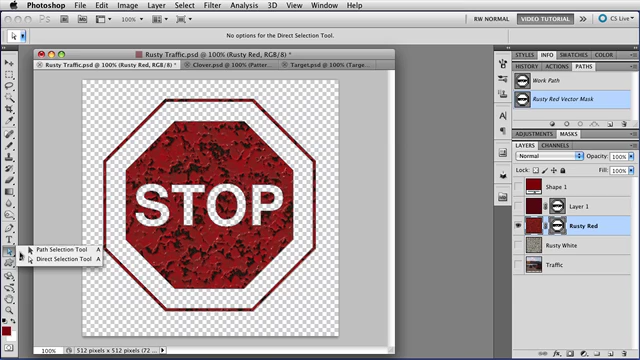 Photoshop File Edit Image Layer Select Filter Analysis 3D View Window Help
Ps Br Mb 100% RW NORMAL VIDEO TUTORIAL CS Live
No options for the Direct Selection Tool.
Rusty Traffic.psd @ 100% (Rusty Red, RGB/8) *
Rusty Traffic.psd @ 100% (Rusty Red, RGB/8) * Clover.psd @ 100% (Patter... Target.psd @ 100% (Targe...
STOP
Path Selection Tool A
Direct Selection Tool A
100% 512 pixels x 512 pixels (72 ...
STYLES INFO SWATCHES COLOR
HISTORY ACTIONS PATHS
Work Path
Rusty Red Vector Mask
ADJUSTMENTS MASKS
LAYERS CHANNELS
Normal Opacity: 100%
Lock: Fill: 100%
Shape 1
Layer 1
Rusty Red
Rusty White
Traffic